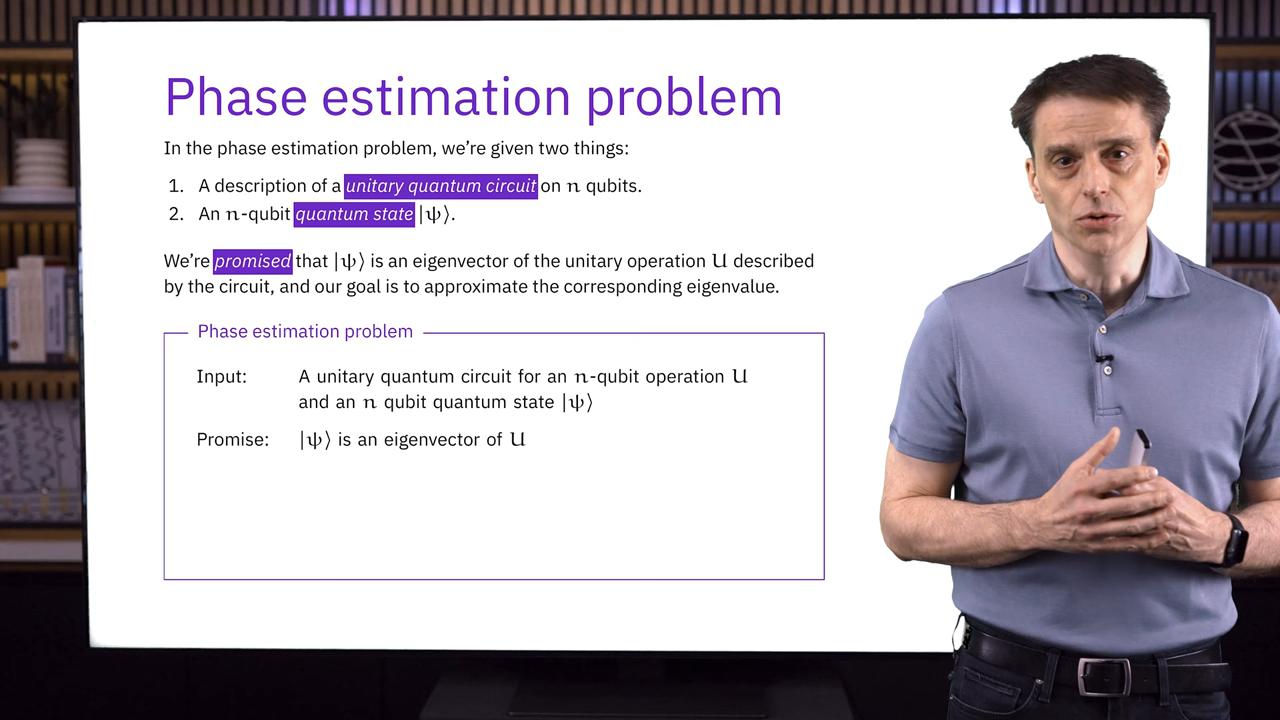 Phase estimation problem
In the phase estimation problem, we’re given two things:
1. A description of a unitary quantum circuit on n qubits.
2. An n-qubit quantum state |ψ⟩.
We’re promised that |ψ⟩ is an eigenvector of the unitary operation U described
by the circuit, and our goal is to approximate the corresponding eigenvalue.
Phase estimation problem
Input: A unitary quantum circuit for an n-qubit operation U
and an n qubit quantum state |ψ⟩
Promise: |ψ⟩ is an eigenvector of U